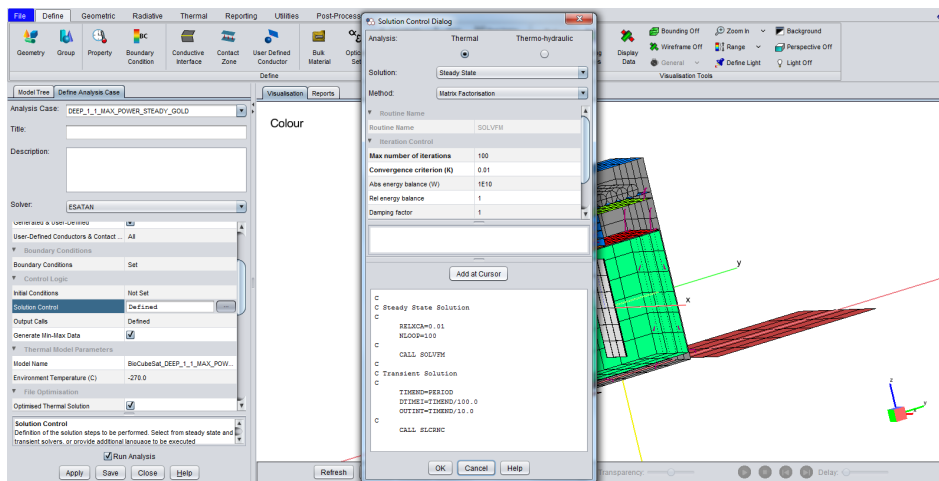 File Define Geometric Radiative Thermal Reporting Utilities Post-Process
Geometry Group Property Boundary Condition Conductive Interface Contact Zone User Defined Conductor Bulk Material
BC
Define
Display Data
Bounding Off Zoom In Background
Wireframe Off Range Perspective Off
General Define Light Light Off
Visualisation Tools
Model Tree Define Analysis Case
Analysis Case: DEEP_1_1_MAX_POWER_STEADY_GOLD
Title:
Description:
Solver: ESATAN
Generated & User-Defined
User-Defined Conductors & Contact ... All
Boundary Conditions
Boundary Conditions Set
Control Logic
Initial Conditions Not Set
Solution Control Defined
Output Calls Defined
Generate Min-Max Data
Thermal Model Parameters
Model Name BioCubeSat_DEEP_1_1_MAX_POW...
Environment Temperature (C) -270.0
File Optimisation
Optimised Thermal Solution
Solution Control
Definition of the solution steps to be performed. Select from steady state and
transient solvers, or provide additional language to be executed
Run Analysis
Apply Save Close Help
Visualisation Reports
Colour
Refresh
Solution Control Dialog
Analysis: Thermal Thermo-hydraulic
Solution: Steady State
Method: Matrix Factorisation
Routine Name
Routine Name SOLVFM
Iteration Control
Max number of iterations 100
Convergence criterion (K) 0.01
Abs energy balance (W) 1E10
Rel energy balance 1
Damping factor 1
Add at Cursor
C
C Steady State Solution
C
RELXCA=0.01
NLOOP=100
C
CALL SOLVFM
C
C Transient Solution
C
TIMEND=PERIOD
DTIMEI=TIMEND/100.0
OUTINT=TIMEND/10.0
C
CALL SLCRNC
OK Cancel Help
y
x
z
y
Transparency: Delay: